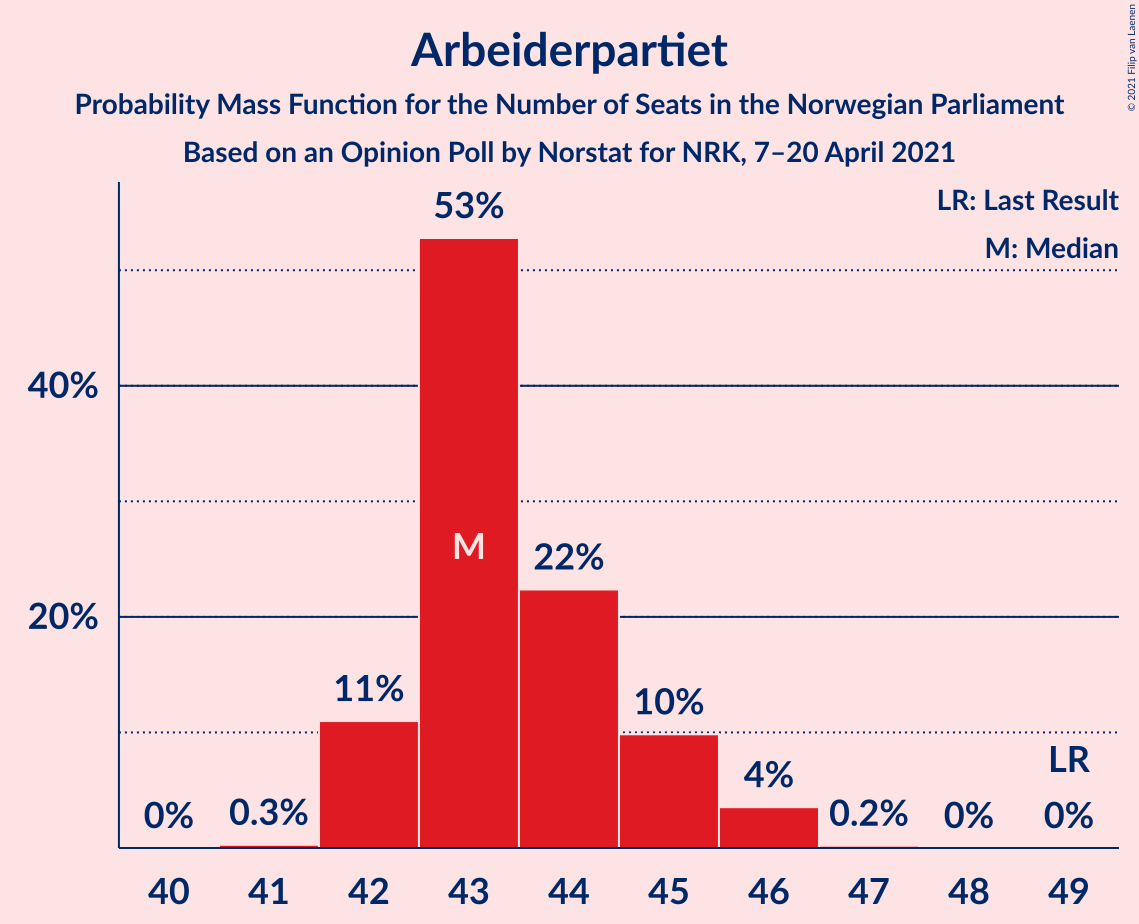 Arbeiderpartiet
Probability Mass Function for the Number of Seats in the Norwegian Parliament
Based on an Opinion Poll by Norstat for NRK, 7–20 April 2021
© 2021 Filip van Laenen
LR: Last Result
M: Median
53%
40%
M
22%
20%
11%
10%
4%
LR
0%
0.3%
0.2%
0%
0%
40 41 42 43 44 45 46 47 48 49